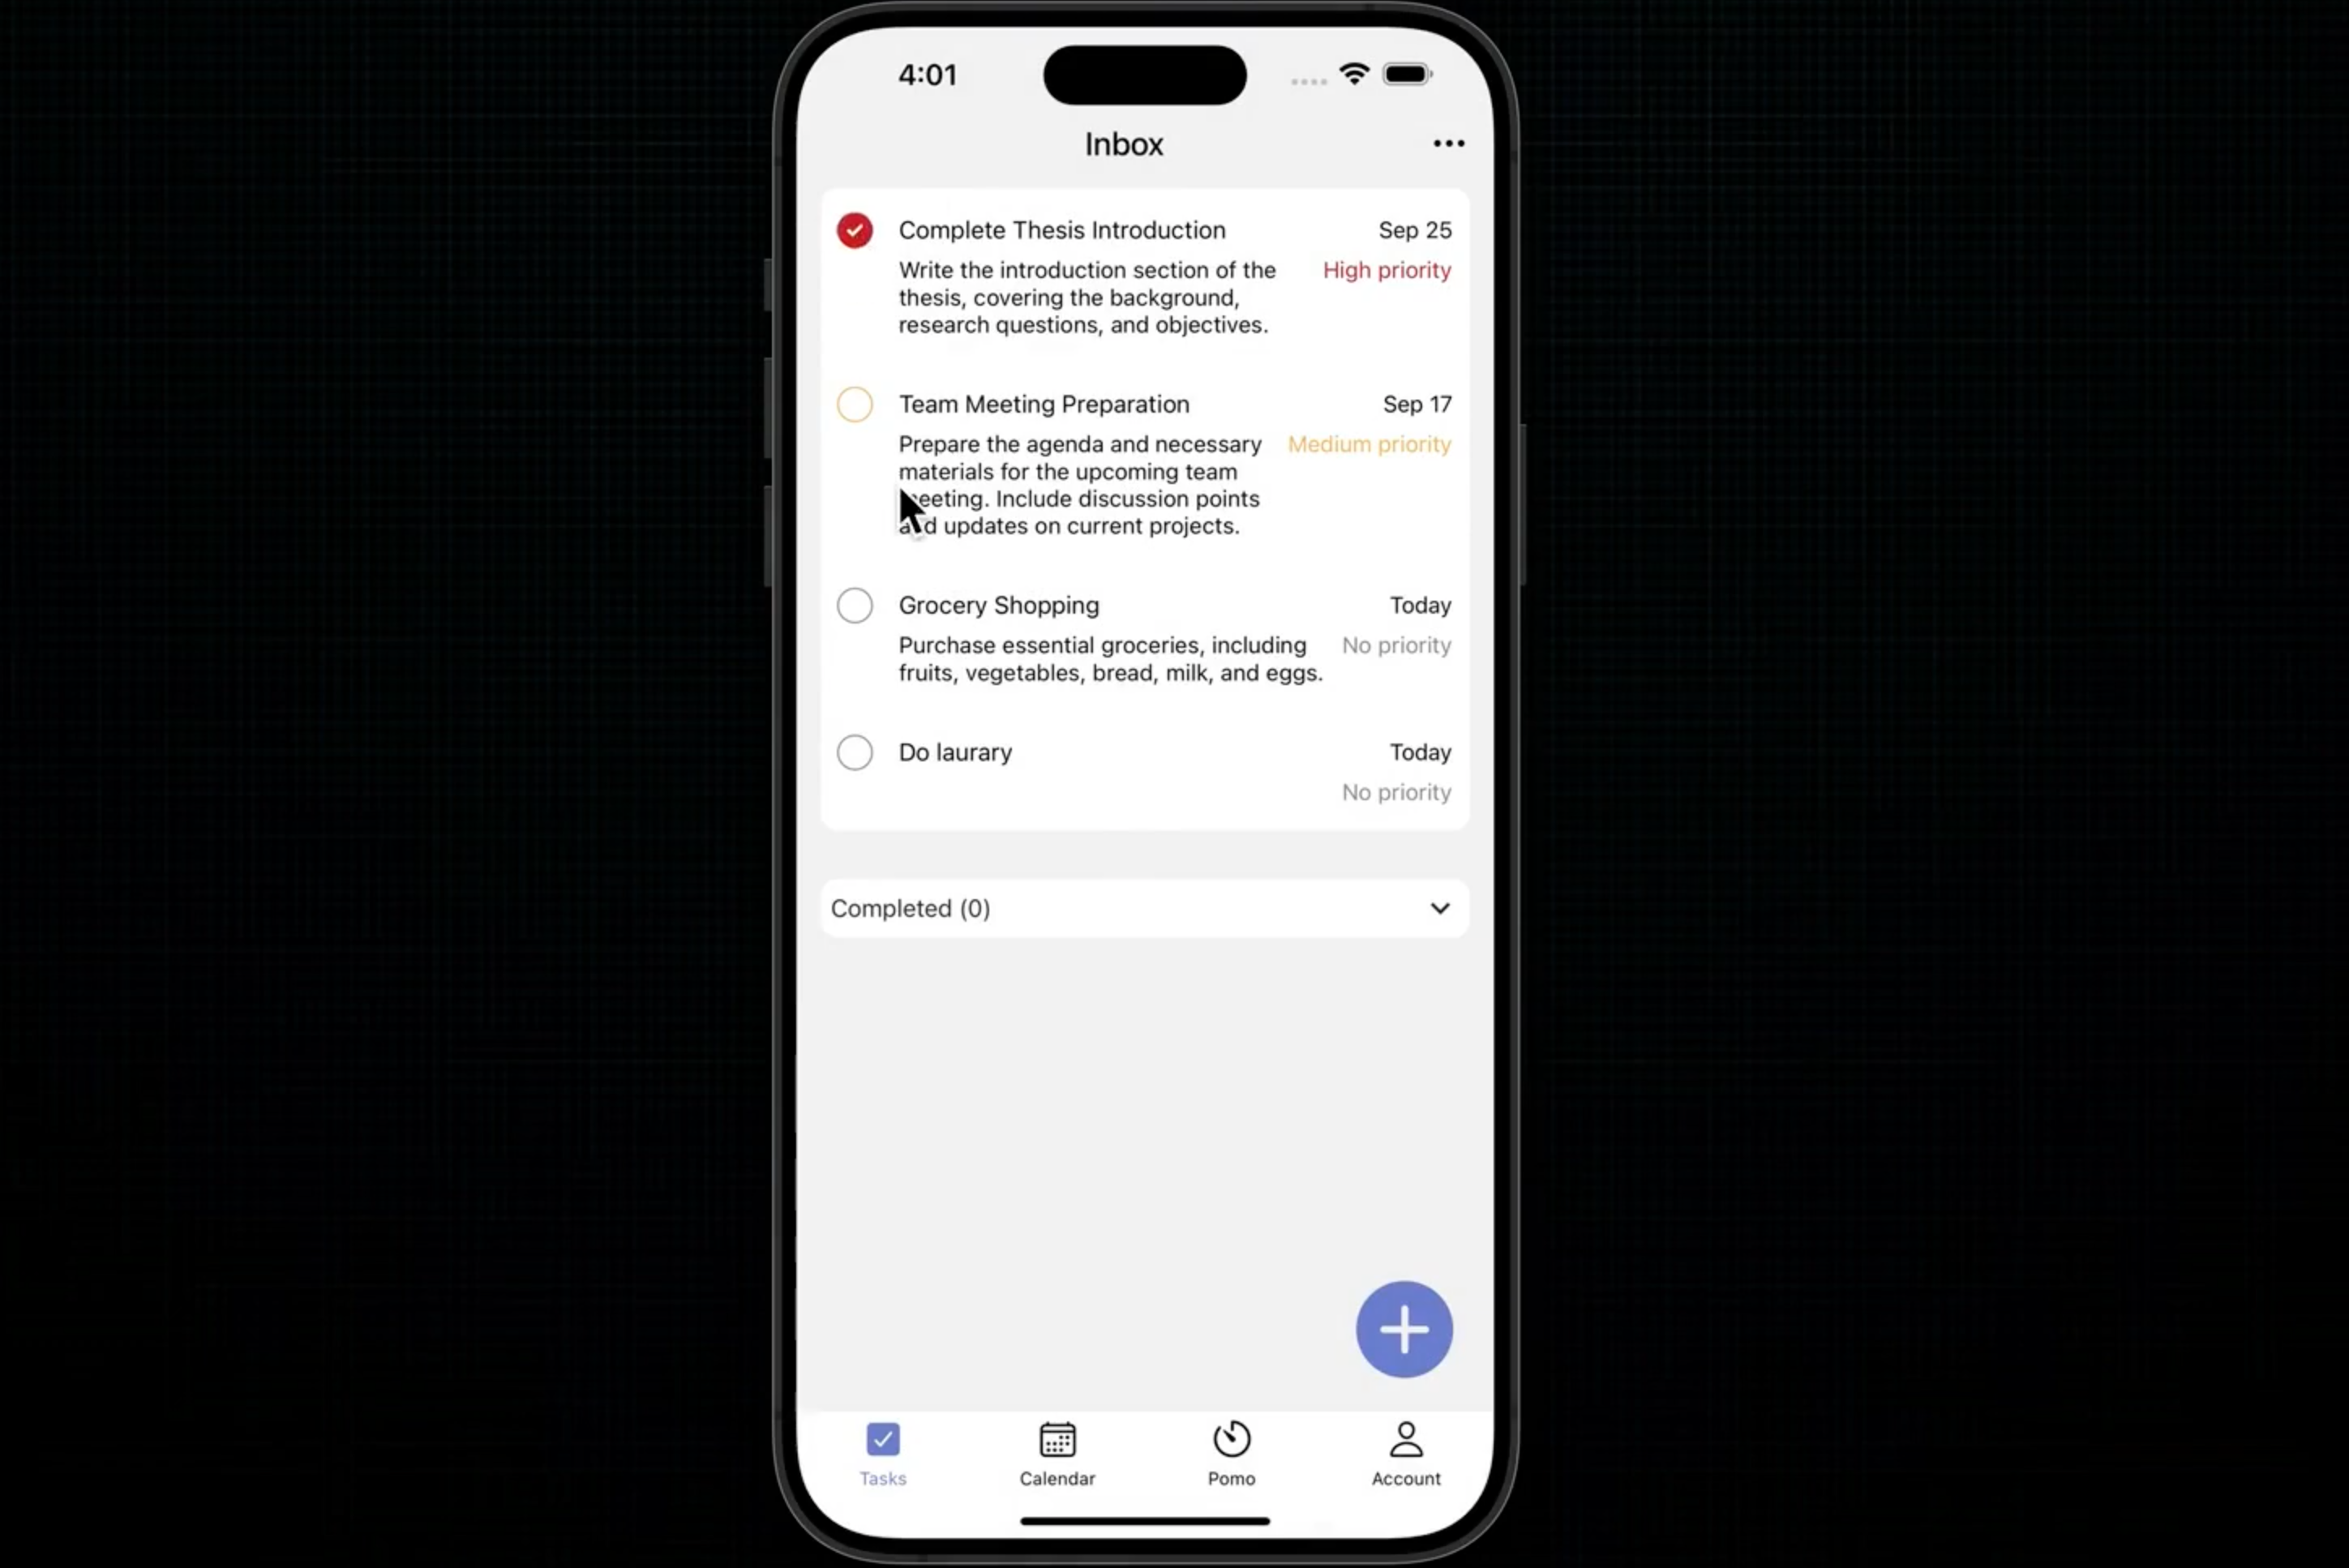 4:01
Inbox
Complete Thesis Introduction
Sep 25
Write the introduction section of the
High priority
thesis, covering the background,
research questions, and objectives.
Team Meeting Preparation
Sep 17
Prepare the agenda and necessary
Medium priority
materials for the upcoming team
meeting. Include discussion points
and updates on current projects.
Grocery Shopping
Today
Purchase essential groceries, including
No priority
fruits, vegetables, bread, milk, and eggs.
Do laurary
Today
No priority
Completed (0)
Tasks
Calendar
Pomo
Account